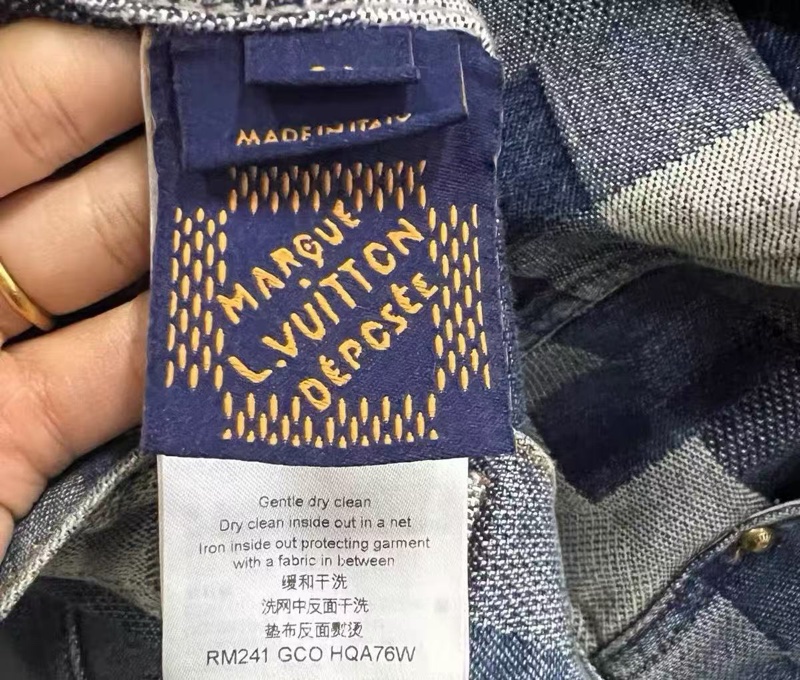 MADE IN ITALY
MARQUE
L.VUITTON
DÉPOSÉE
Gentle dry clean
Dry clean inside out in a net
Iron inside out protecting garment
with a fabric in between
缓和干洗
洗网中反面干洗
垫布反面熨烫
RM241 GCO HQA76W